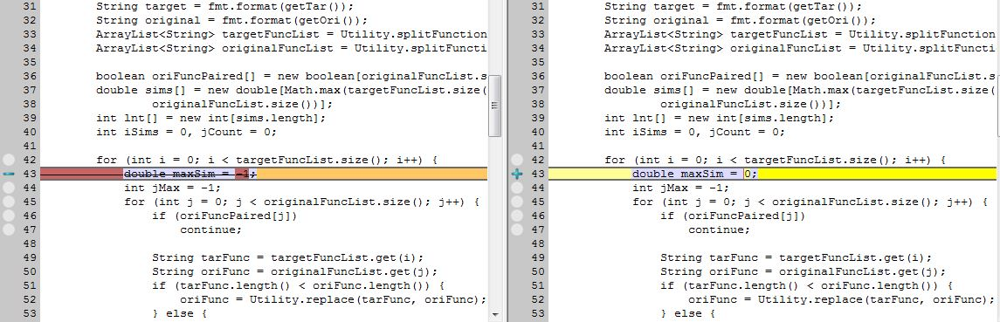 31 String target = fmt.format(getTar());
32 String original = fmt.format(getOri());
33 ArrayList<String> targetFuncList = Utility.splitFunction
34 ArrayList<String> originalFuncList = Utility.splitFuncti
35
36 boolean oriFuncPaired[] = new boolean[originalFuncList.s
37 double sims[] = new double[Math.max(targetFuncList.size(
38 originalFuncList.size())];
39 int lnt[] = new int[sims.length];
40 int iSims = 0, jCount = 0;
41
42 for (int i = 0; i < targetFuncList.size(); i++) {
43 double maxSim = -1;
44 int jMax = -1;
45 for (int j = 0; j < originalFuncList.size(); j++) {
46 if (oriFuncPaired[j])
47 continue;
48
49 String tarFunc = targetFuncList.get(i);
50 String oriFunc = originalFuncList.get(j);
51 if (tarFunc.length() < oriFunc.length()) {
52 oriFunc = Utility.replace(tarFunc, oriFunc);
53 } else {
31 String target = fmt.format(getTar());
32 String original = fmt.format(getOri());
33 ArrayList<String> targetFuncList = Utility.splitFunction
34 ArrayList<String> originalFuncList = Utility.splitFuncti
35
36 boolean oriFuncPaired[] = new boolean[originalFuncList.s
37 double sims[] = new double[Math.max(targetFuncList.size(
38 originalFuncList.size())];
39 int lnt[] = new int[sims.length];
40 int iSims = 0, jCount = 0;
41
42 for (int i = 0; i < targetFuncList.size(); i++) {
43 double maxSim = 0;
44 int jMax = -1;
45 for (int j = 0; j < originalFuncList.size(); j++) {
46 if (oriFuncPaired[j])
47 continue;
48
49 String tarFunc = targetFuncList.get(i);
50 String oriFunc = originalFuncList.get(j);
51 if (tarFunc.length() < oriFunc.length()) {
52 oriFunc = Utility.replace(tarFunc, oriFunc);
53 } else {